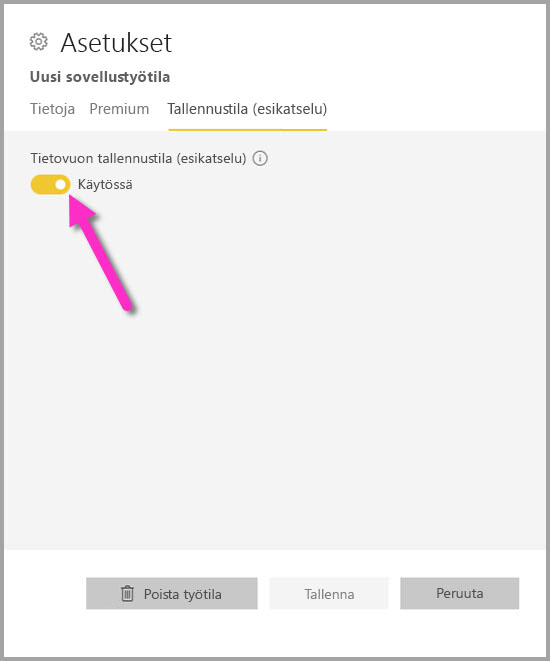 Asetukset
Uusi sovellustyötila
Tietoja Premium Tallennustila (esikatselu)
Tietovuon tallennustila (esikatselu)
Käytössä
Poista työtila Tallenna Peruuta